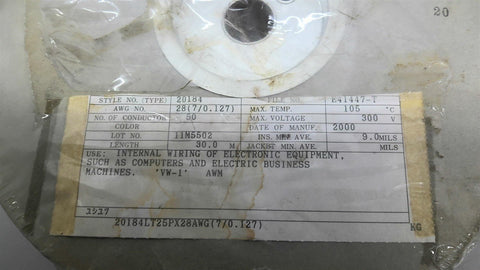 20
STYLE NO. (TYPE) 20184 FILE NO. E41447-T
AWG NO. 28(7/0.127) MAX. TEMP. 105 °C
NO. OF CONDUCTOR 50 MAX. VOLTAGE 300 V
COLOR DATE OF MANUF. 2000
LOT NO. 11M5502 INS. MIN AVE. 9.0 MILS
LENGTH 30.0 M JACKET MIN. AVE. MILS
USE: INTERNAL WIRING OF ELECTRONIC EQUIPMENT,
SUCH AS COMPUTERS AND ELECTRIC BUSINESS
MACHINES. 'VW-1' AWM
20184LT25PX28AWG(7/0.127) KG